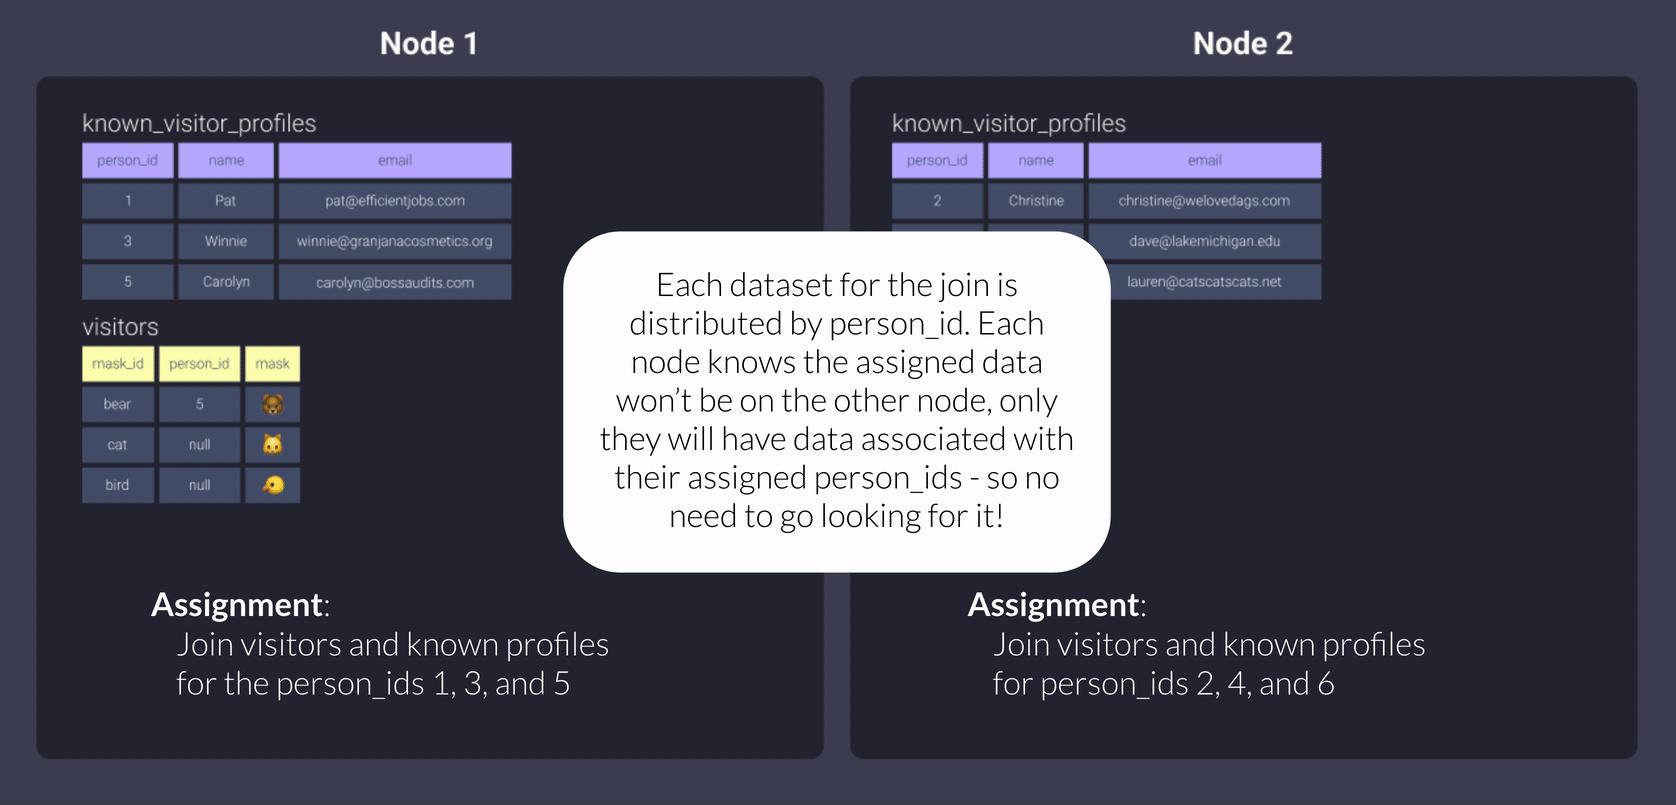 Node 1
known_visitor_profiles
person_id name email
1 Pat pat@efficientjobs.com
3 Winnie winnie@granjanacosmetics.org
5 Carolyn carolyn@bossaudits.com
visitors
mask_id person_id mask
bear 5
cat null
bird null
Assignment:
Join visitors and known profiles
for the person_ids 1, 3, and 5
Each dataset for the join is
distributed by person_id. Each
node knows the assigned data
won’t be on the other node, only
they will have data associated with
their assigned person_ids - so no
need to go looking for it!
Node 2
known_visitor_profiles
person_id name email
2 Christine christine@welovedags.com
dave@lakemichigan.edu
lauren@catscatscats.net
Assignment:
Join visitors and known profiles
for person_ids 2, 4, and 6